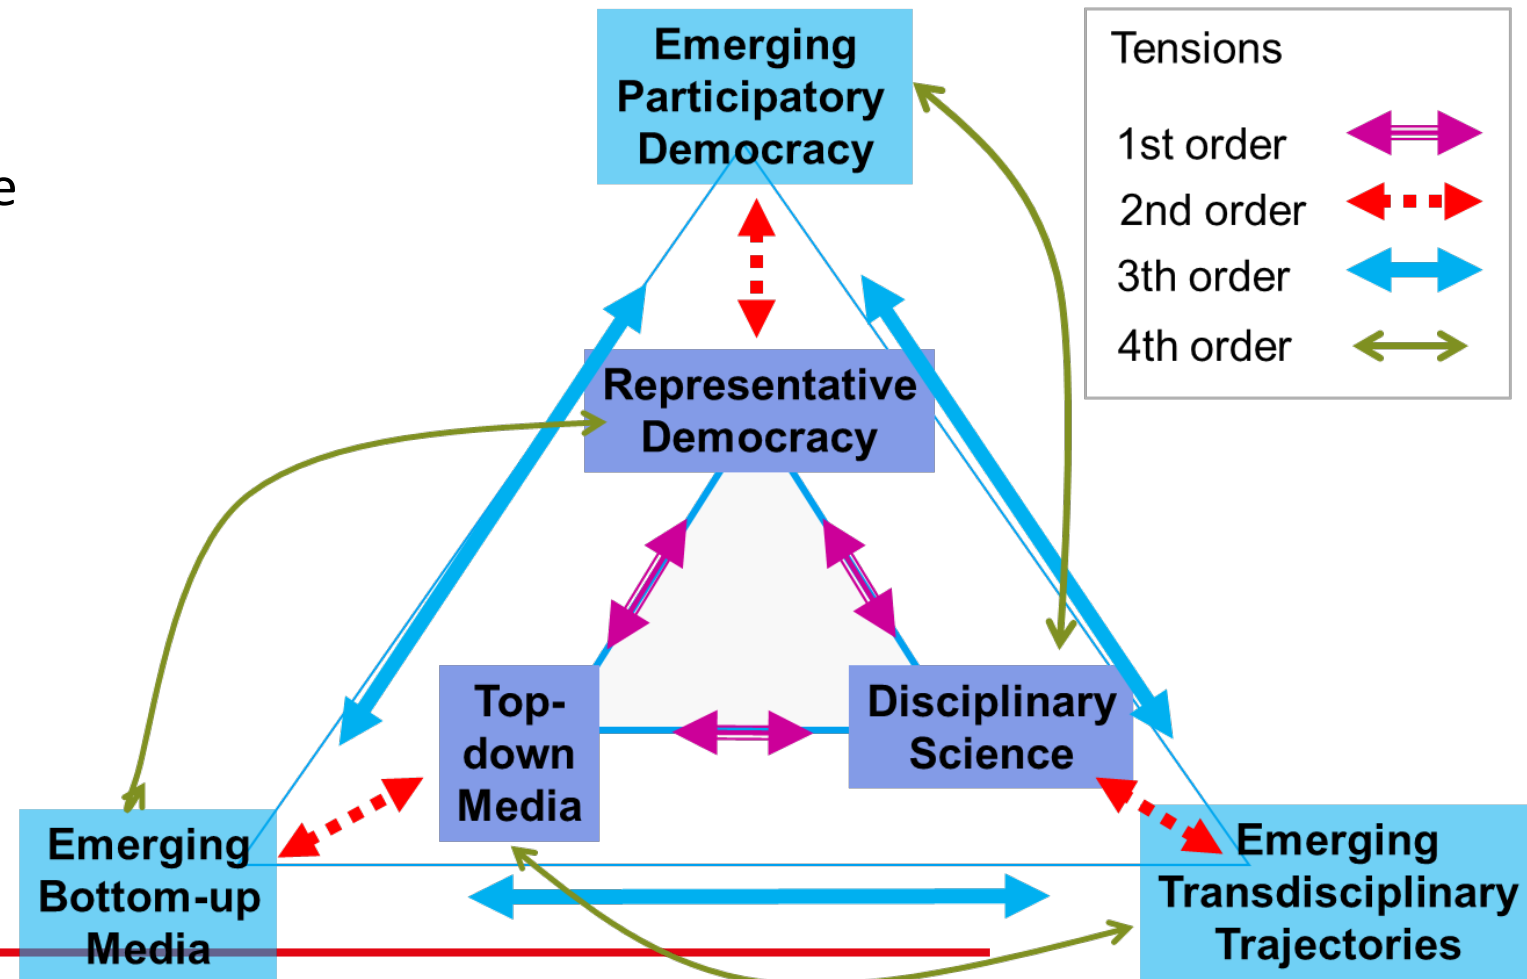 e
Emerging
Participatory
Democracy
Tensions
1st order
2nd order
3th order
4th order
Representative
Democracy
Top-
down
Media
Disciplinary
Science
Emerging
Bottom-up
Media
Emerging
Transdisciplinary
Trajectories